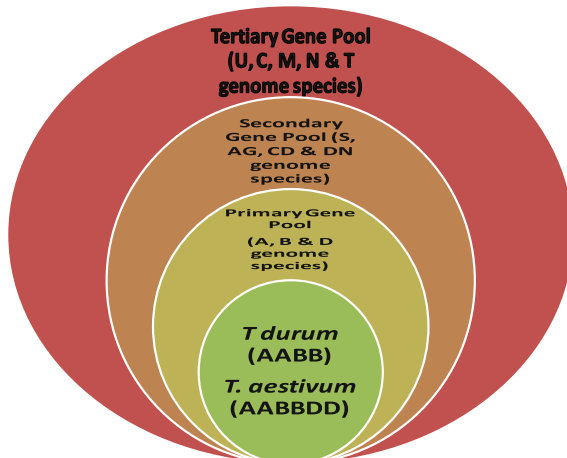 Tertiary Gene Pool
(U, C, M, N & T
genome species)
Secondary
Gene Pool (S,
AG, CD & DN
genome
species)
Primary Gene
Pool
(A, B & D
genome
species)
T durum
(AABB)
T. aestivum
(AABBDD)